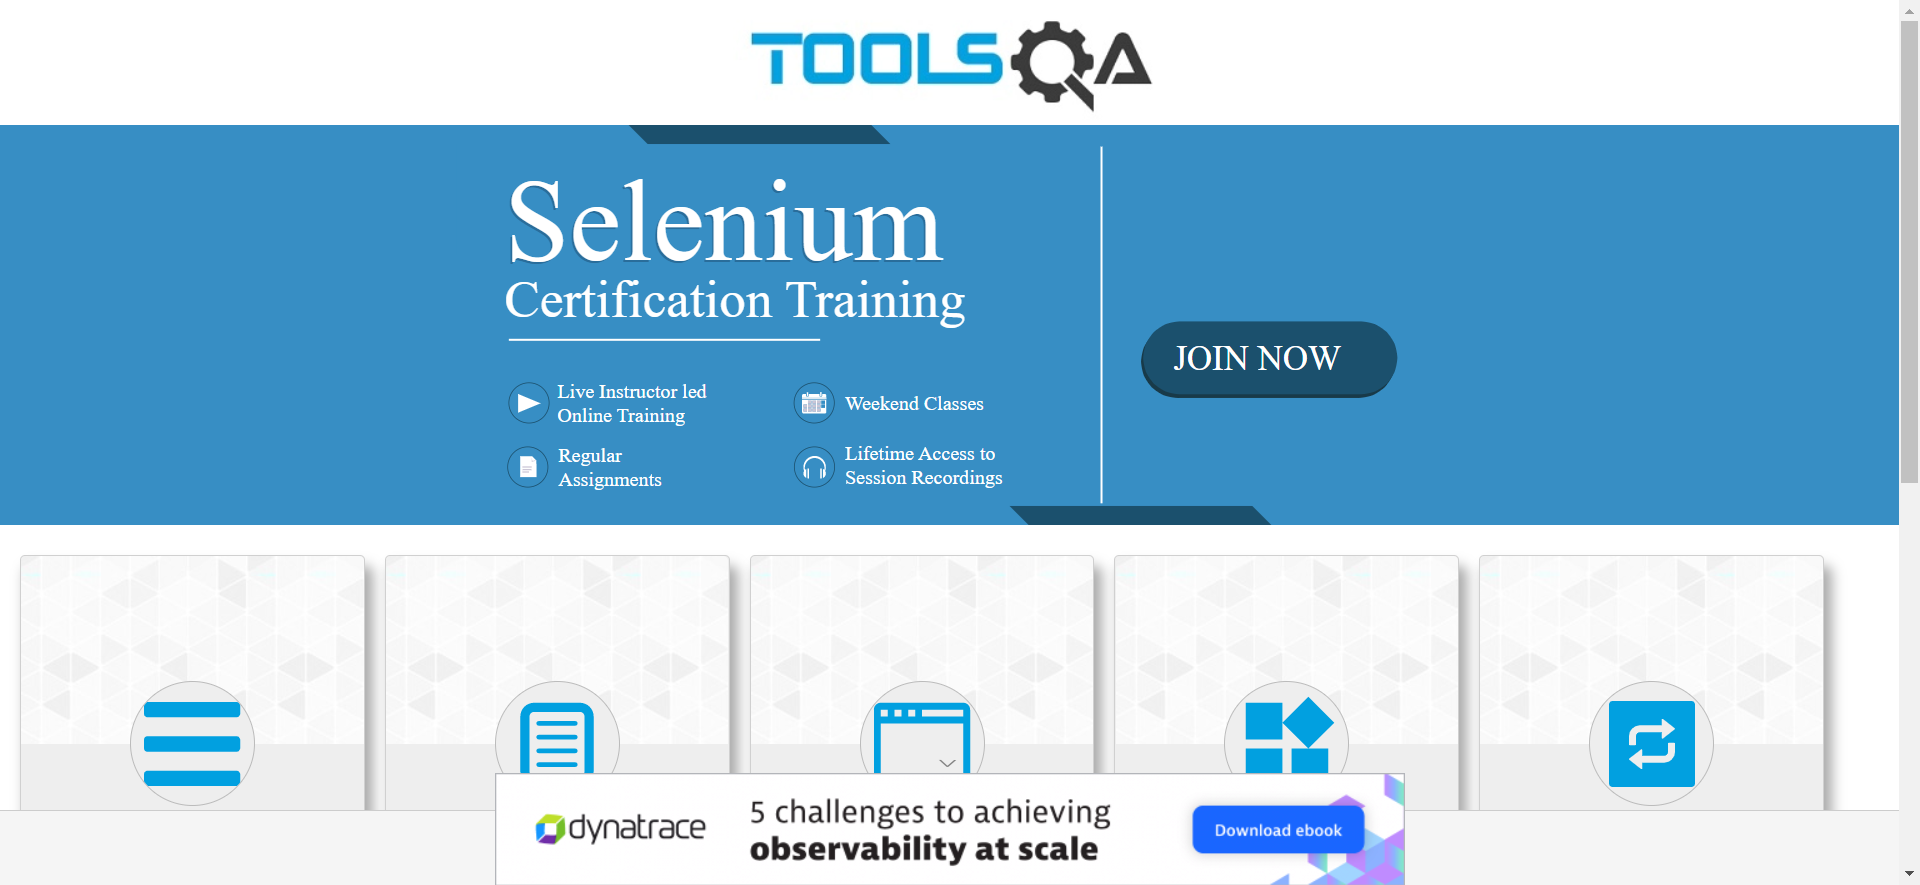 TOOLSQA
Selenium
Certification Training
JOIN NOW
Live Instructor led
Online Training
Weekend Classes
Regular
Assignments
Lifetime Access to
Session Recordings
dynatrace
5 challenges to achieving
observability at scale
Download ebook